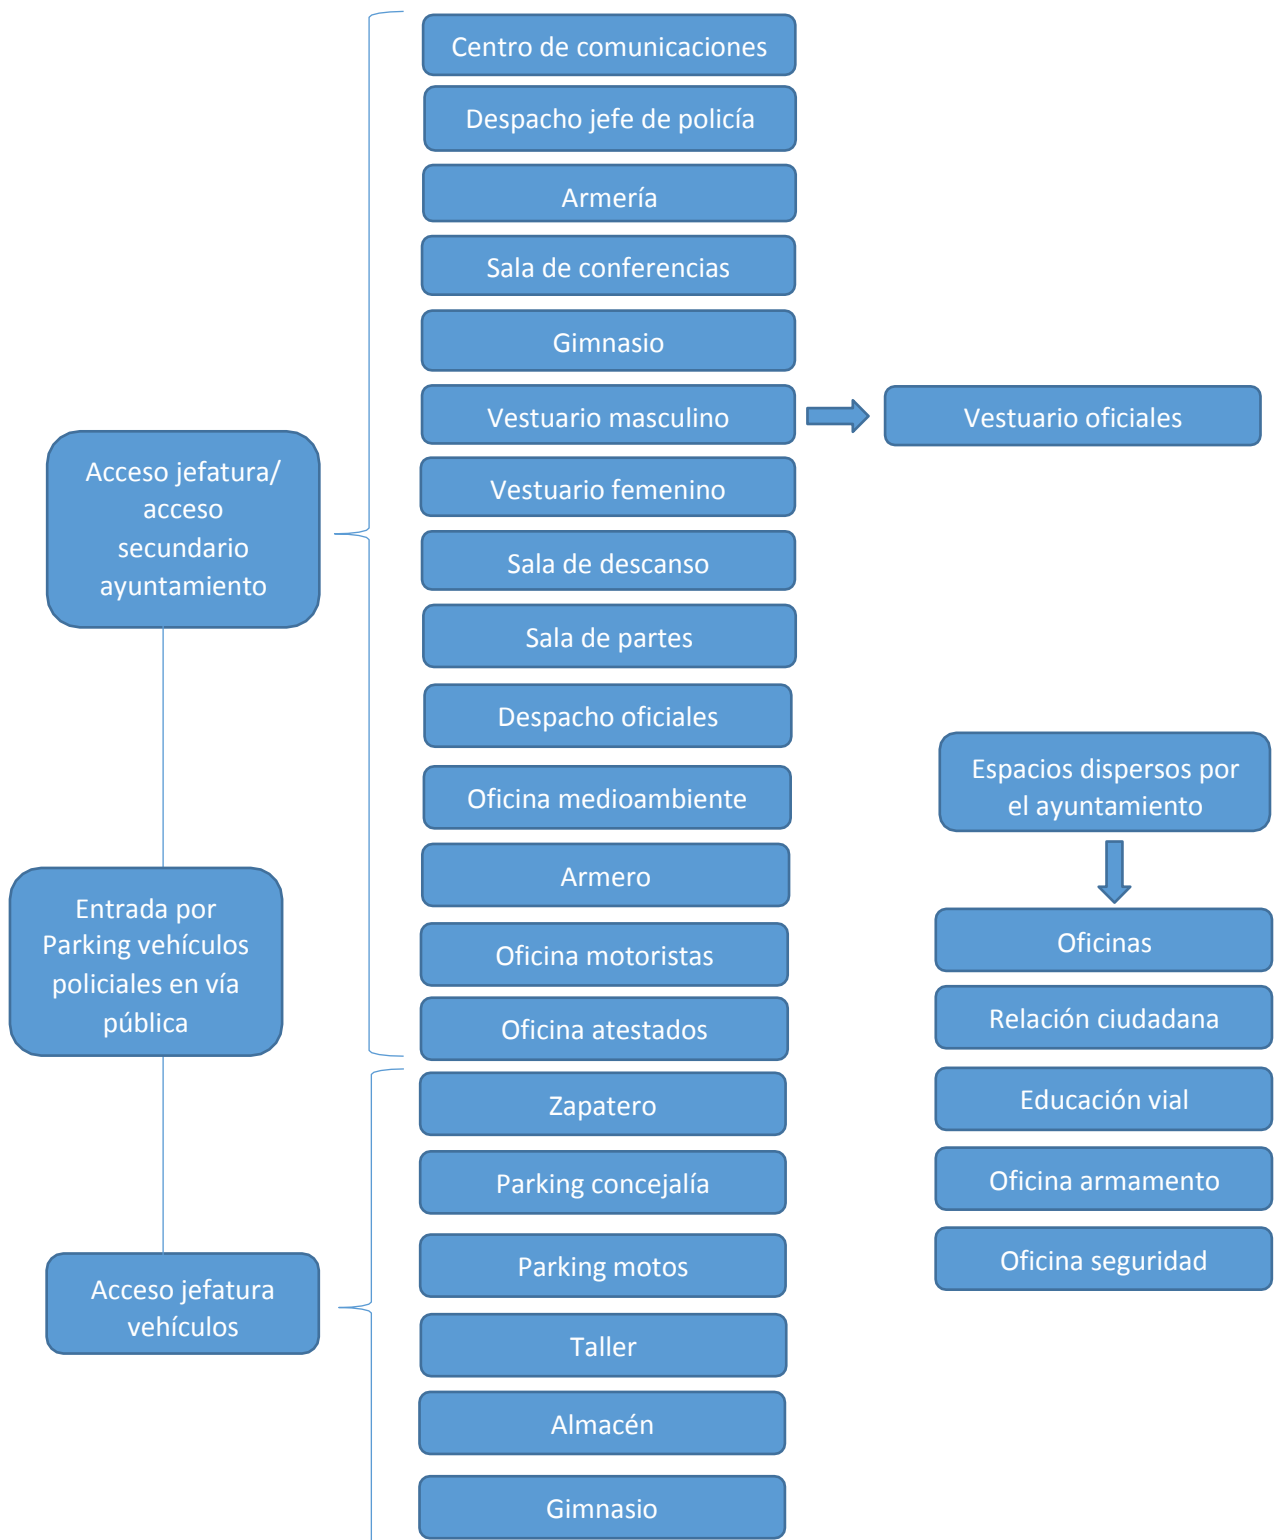 Centro de comunicaciones
Despacho jefe de policía
Armería
Sala de conferencias
Gimnasio
Vestuario masculino
Vestuario oficiales
Vestuario femenino
Sala de descanso
Sala de partes
Despacho oficiales
Oficina medioambiente
Armero
Oficina motoristas
Oficina atestados
Acceso jefatura/
acceso
secundario
ayuntamiento
Entrada por
Parking vehículos
policiales en vía
pública
Acceso jefatura
vehículos
Zapatero
Parking concejalía
Parking motos
Taller
Almacén
Gimnasio
Espacios dispersos por
el ayuntamiento
Oficinas
Relación ciudadana
Educación vial
Oficina armamento
Oficina seguridad